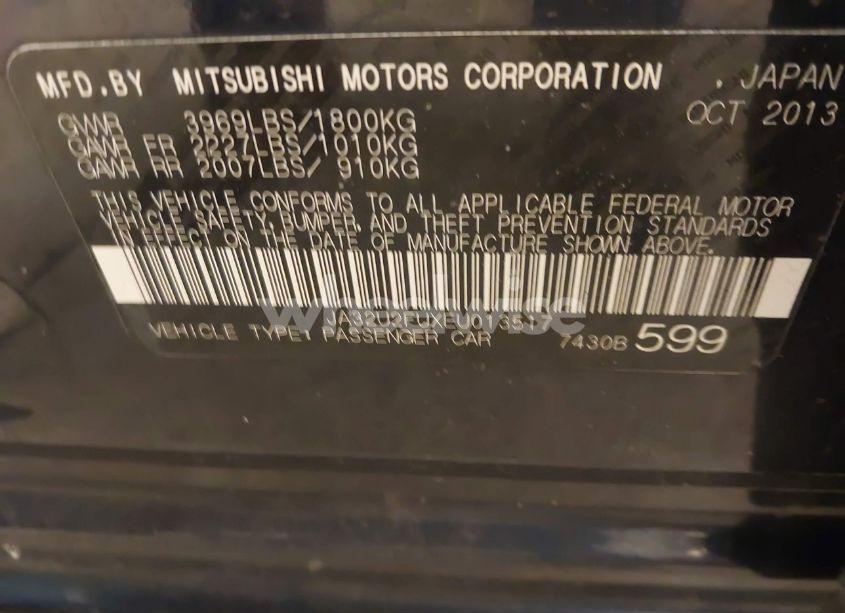 MFD.BY MITSUBISHI MOTORS CORPORATION , JAPAN
OCT 2013
GVWR 3969LBS/1800KG
GAWR FR 2227LBS/1010KG
GAWR RR 2007LBS/ 910KG
THIS VEHICLE CONFORMS TO ALL APPLICABLE FEDERAL MOTOR
VEHICLE SAFETY, BUMPER, AND THEFT PREVENTION STANDARDS
IN EFFECT ON THE DATE OF MANUFACTURE SHOWN ABOVE.
VEHICLE TYPE: PASSENGER CAR 7430B 599